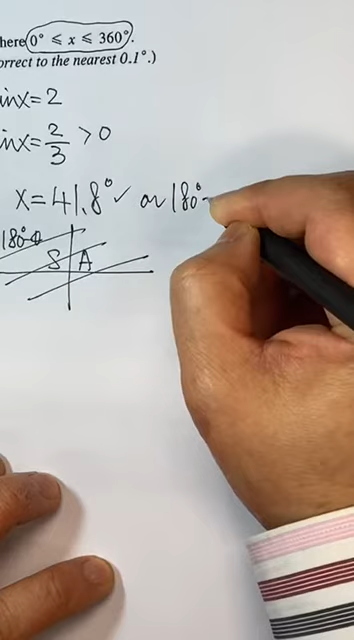 here 0° ⩽ x ⩽ 360°.
orrect to the nearest 0.1°.)
inx = 2
inx = 2/3 > 0
x = 41.8° ✓ or 180° -
180°-θ
S A